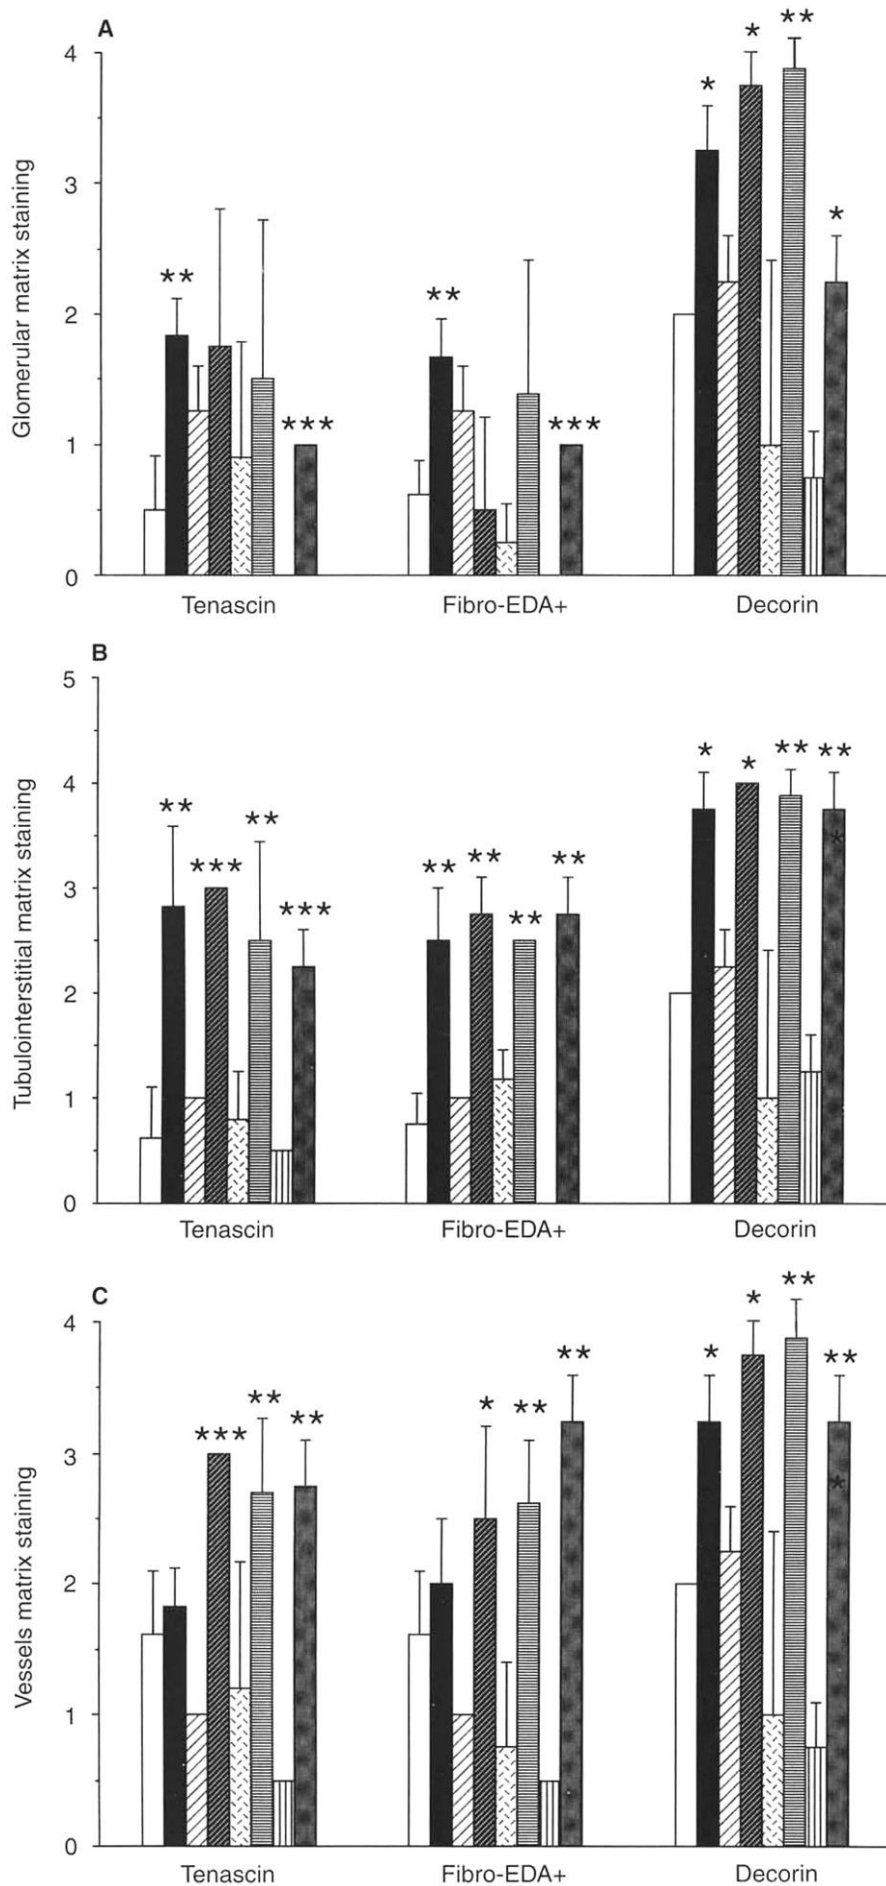 A
4
3
2
1
0
Glomerular matrix staining
** ** * * ** *** *** *
Tenascin Fibro-EDA+ Decorin
B
5
4
3
2
1
0
Tubulointerstitial matrix staining
** *** ** *** ** ** ** ** * * ** ** *
Tenascin Fibro-EDA+ Decorin
C
4
3
2
1
0
Vessels matrix staining
*** ** ** * ** ** * * ** ** *
Tenascin Fibro-EDA+ Decorin